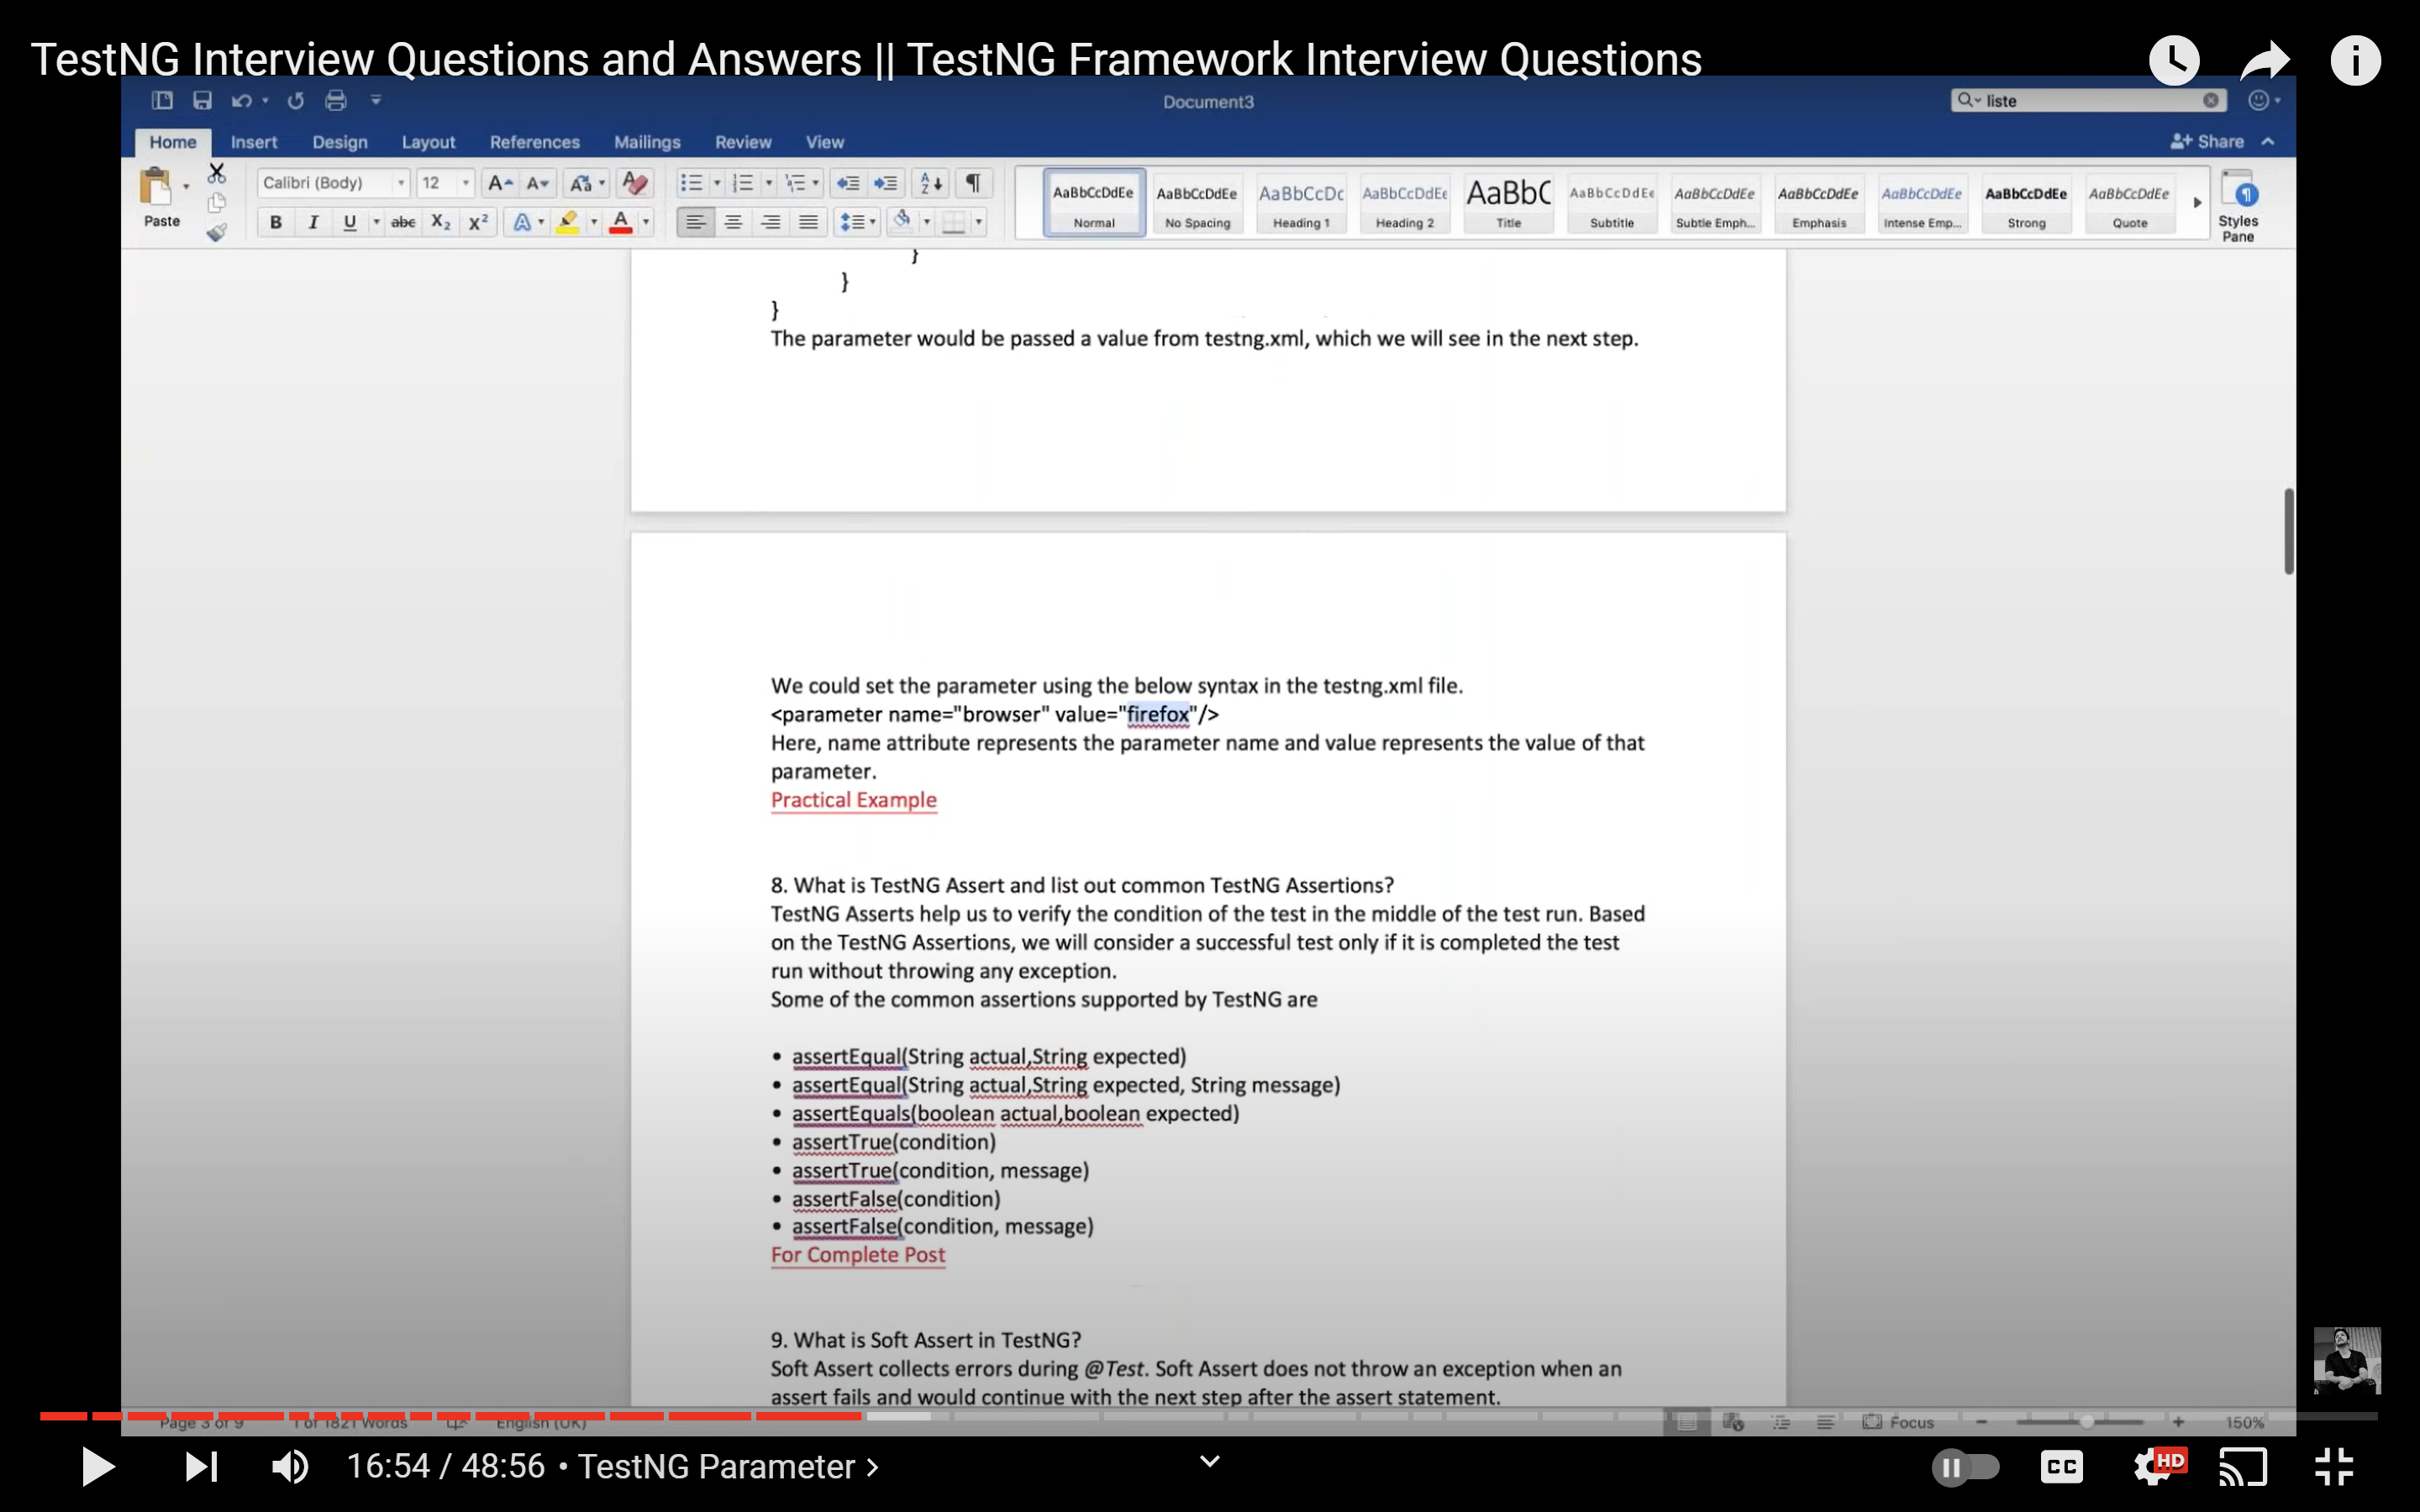 TestNG Interview Questions and Answers || TestNG Framework Interview Questions
Document3
liste
Home Insert Design Layout References Mailings Review View
Share
Paste
Calibri (Body) 12
AaBbCcDdEe AaBbCcDdEe AaBbCcDc AaBbCcDdEe AaBbC AaBbCcDdEe AaBbCcDdEe AaBbCcDdEe AaBbCcDdEe AaBbCcDdEe AaBbCcDdEe
Normal No Spacing Heading 1 Heading 2 Title Subtitle Subtle Emph... Emphasis Intense Emp... Strong Quote
Styles
Pane
}
}
}
The parameter would be passed a value from testng.xml, which we will see in the next step.
We could set the parameter using the below syntax in the testng.xml file.
<parameter name="browser" value="firefox"/>
Here, name attribute represents the parameter name and value represents the value of that
parameter.
Practical Example
8. What is TestNG Assert and list out common TestNG Assertions?
TestNG Asserts help us to verify the condition of the test in the middle of the test run. Based
on the TestNG Assertions, we will consider a successful test only if it is completed the test
run without throwing any exception.
Some of the common assertions supported by TestNG are
• assertEqual(String actual,String expected)
• assertEqual(String actual,String expected, String message)
• assertEquals(boolean actual,boolean expected)
• assertTrue(condition)
• assertTrue(condition, message)
• assertFalse(condition)
• assertFalse(condition, message)
For Complete Post
9. What is Soft Assert in TestNG?
Soft Assert collects errors during @Test. Soft Assert does not throw an exception when an
assert fails and would continue with the next step after the assert statement.
Page 3 of 9 1 of 1821 Words English (UK) Focus 150%
16:54 / 48:56 • TestNG Parameter
CC HD